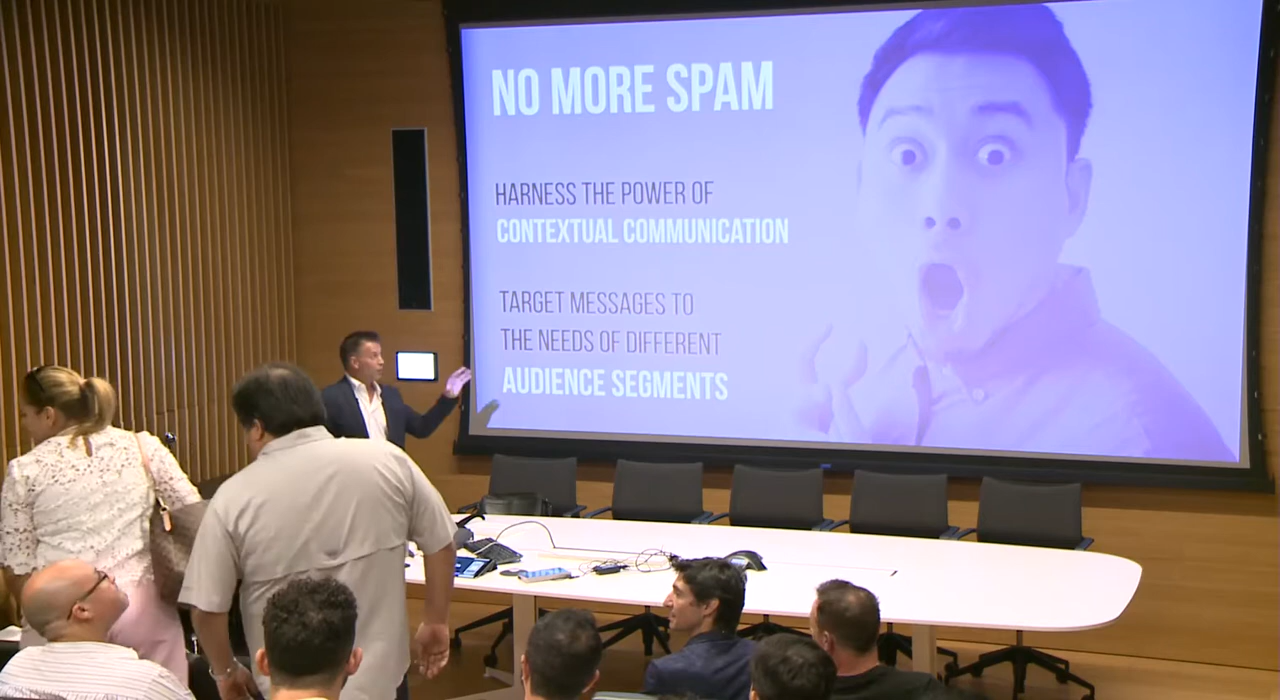 NO MORE SPAM
HARNESS THE POWER OF
CONTEXTUAL COMMUNICATION
TARGET MESSAGES TO
THE NEEDS OF DIFFERENT
AUDIENCE SEGMENTS